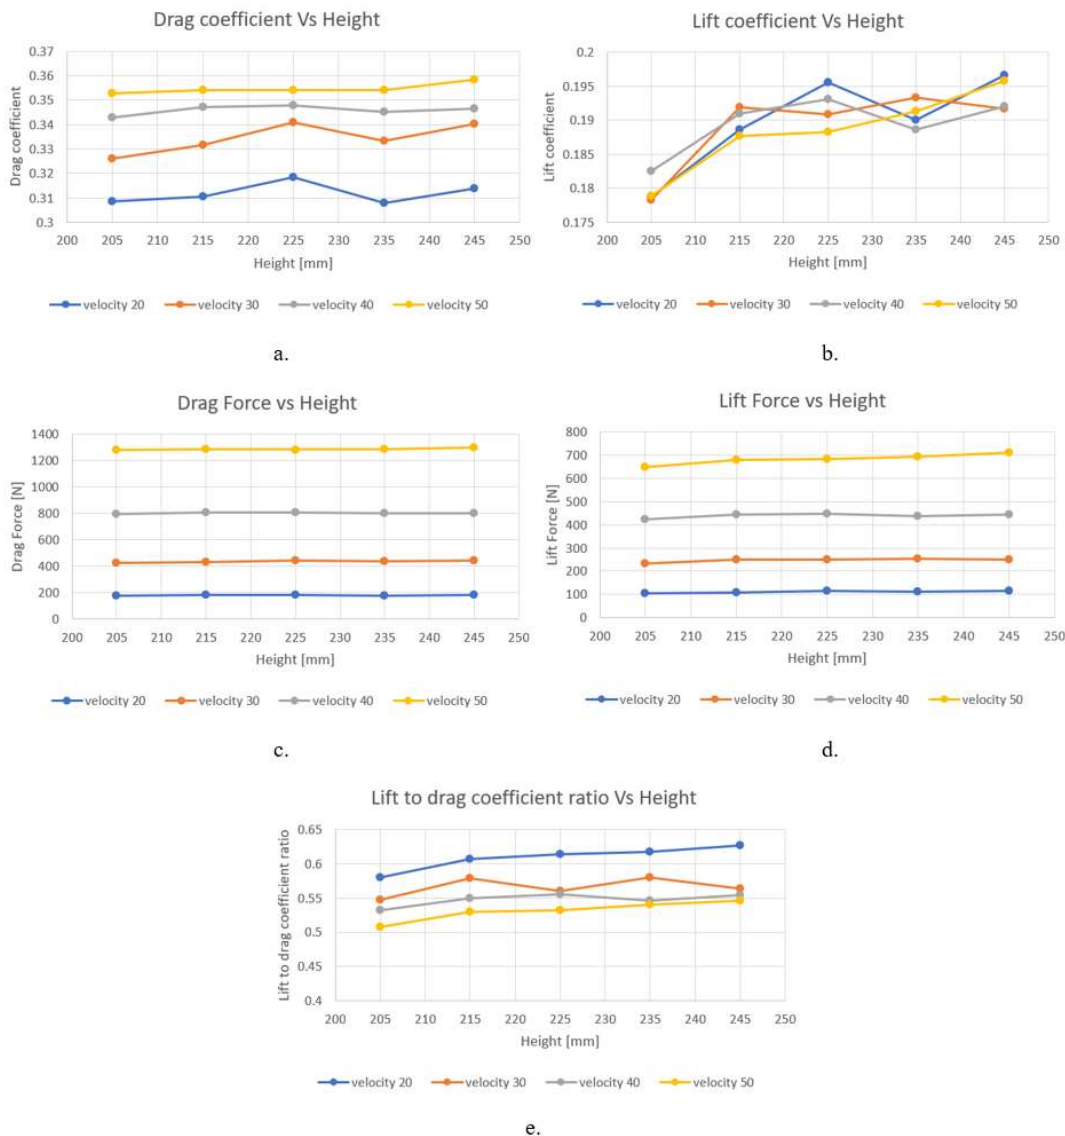 Drag coefficient Vs Height
0.37
0.36
0.35
0.34
0.33
0.32
0.31
0.3
Drag coefficient
200 205 210 215 220 225 230 235 240 245 250
Height [mm]
velocity 20 velocity 30 velocity 40 velocity 50
a.
Lift coefficient Vs Height
0.2
0.195
0.19
0.185
0.18
0.175
Lift coefficient
200 205 210 215 220 225 230 235 240 245 250
Height [mm]
velocity 20 velocity 30 velocity 40 velocity 50
b.
Drag Force vs Height
1400
1200
1000
800
600
400
200
0
Drag Force [N]
200 205 210 215 220 225 230 235 240 245 250
Height [mm]
velocity 20 velocity 30 velocity 40 velocity 50
c.
Lift Force vs Height
800
700
600
500
400
300
200
100
0
Lift Force [N]
200 205 210 215 220 225 230 235 240 245 250
Height [mm]
velocity 20 velocity 30 velocity 40 velocity 50
d.
Lift to drag coefficient ratio Vs Height
0.65
0.6
0.55
0.5
0.45
0.4
Lift to drag coefficient ratio
200 205 210 215 220 225 230 235 240 245 250
Height [mm]
velocity 20 velocity 30 velocity 40 velocity 50
e.